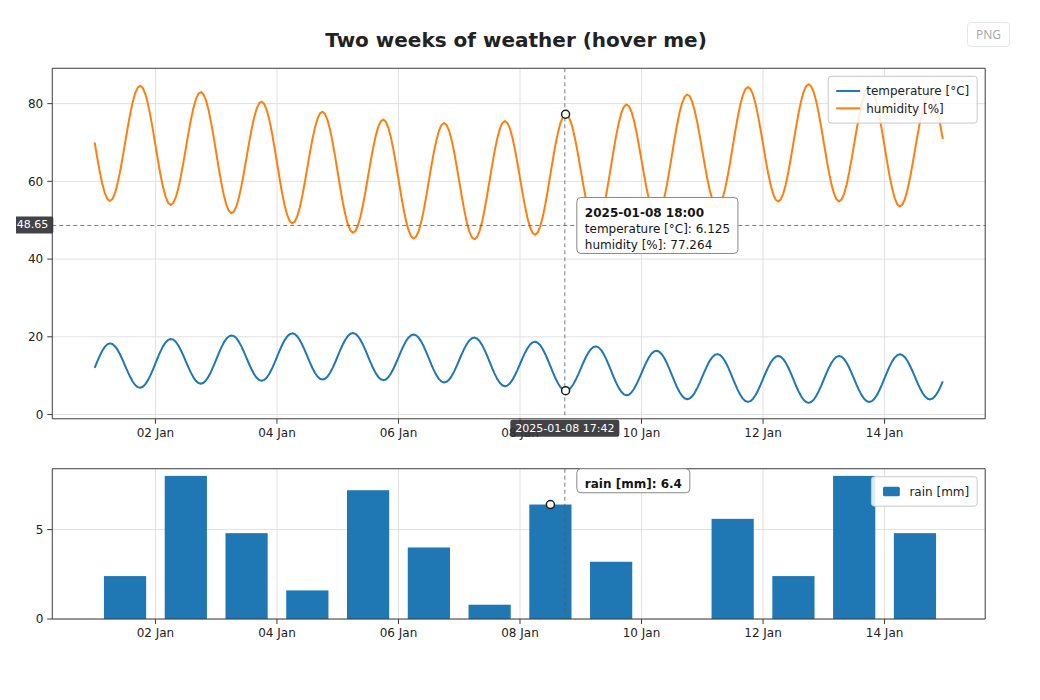 Two weeks of weather (hover me)
PNG
temperature [°C]
humidity [%]
80
60
48.65
40
20
0
2025-01-08 18:00
temperature [°C]: 6.125
humidity [%]: 77.264
02 Jan
04 Jan
06 Jan
08 Jan
2025-01-08 17:42
10 Jan
12 Jan
14 Jan
rain [mm]: 6.4
rain [mm]
5
0
02 Jan
04 Jan
06 Jan
08 Jan
10 Jan
12 Jan
14 Jan